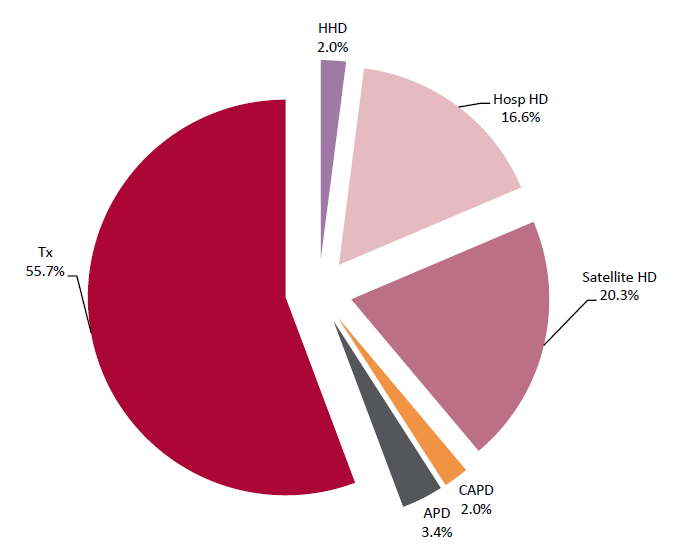 HHD
2.0%
Hosp HD
16.6%
Satellite HD
20.3%
CAPD
2.0%
APD
3.4%
Tx
55.7%